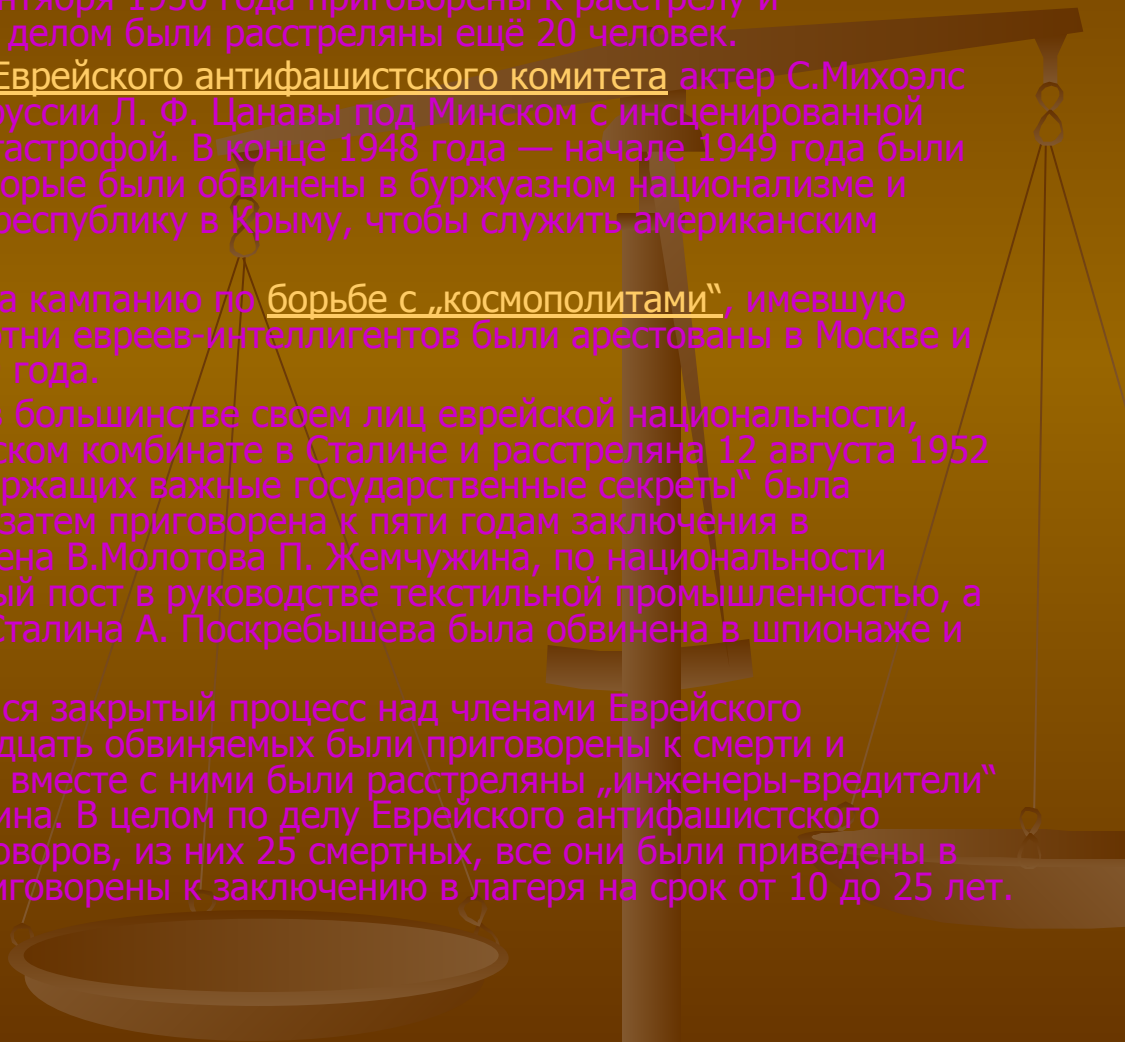 нтября 1950 года приговорены к расстрелу и
делом были расстреляны ещё 20 человек.
Еврейского антифашистского комитета актер С.Михоэлс
руссии Л. Ф. Цанавы под Минском с инсценированной
тастрофой. В конце 1948 года — начале 1949 года были
орые были обвинены в буржуазном национализме и
республику в Крыму, чтобы служить американским
а кампанию по борьбе с „космополитами“, имевшую
отни евреев-интеллигентов были арестованы в Москве и
года.
в большинстве своем лиц еврейской национальности,
ском комбинате в Сталине и расстреляна 12 августа 1952
ржащих важные государственные секреты“ была
затем приговорена к пяти годам заключения в
ена В.Молотова П. Жемчужина, по национальности
ый пост в руководстве текстильной промышленностью, а
Сталина А. Поскребышева была обвинена в шпионаже и
ся закрытый процесс над членами Еврейского
дцать обвиняемых были приговорены к смерти и
вместе с ними были расстреляны „инженеры-вредители“
ина. В целом по делу Еврейского антифашистского
оворов, из них 25 смертных, все они были приведены в
иговорены к заключению в лагеря на срок от 10 до 25 лет.